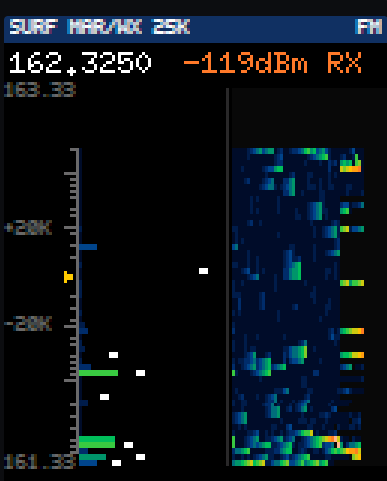 SURF MAR/WX 25K FM
162.3250 -119dBm RX
163.33
+20K
-20K
161.33